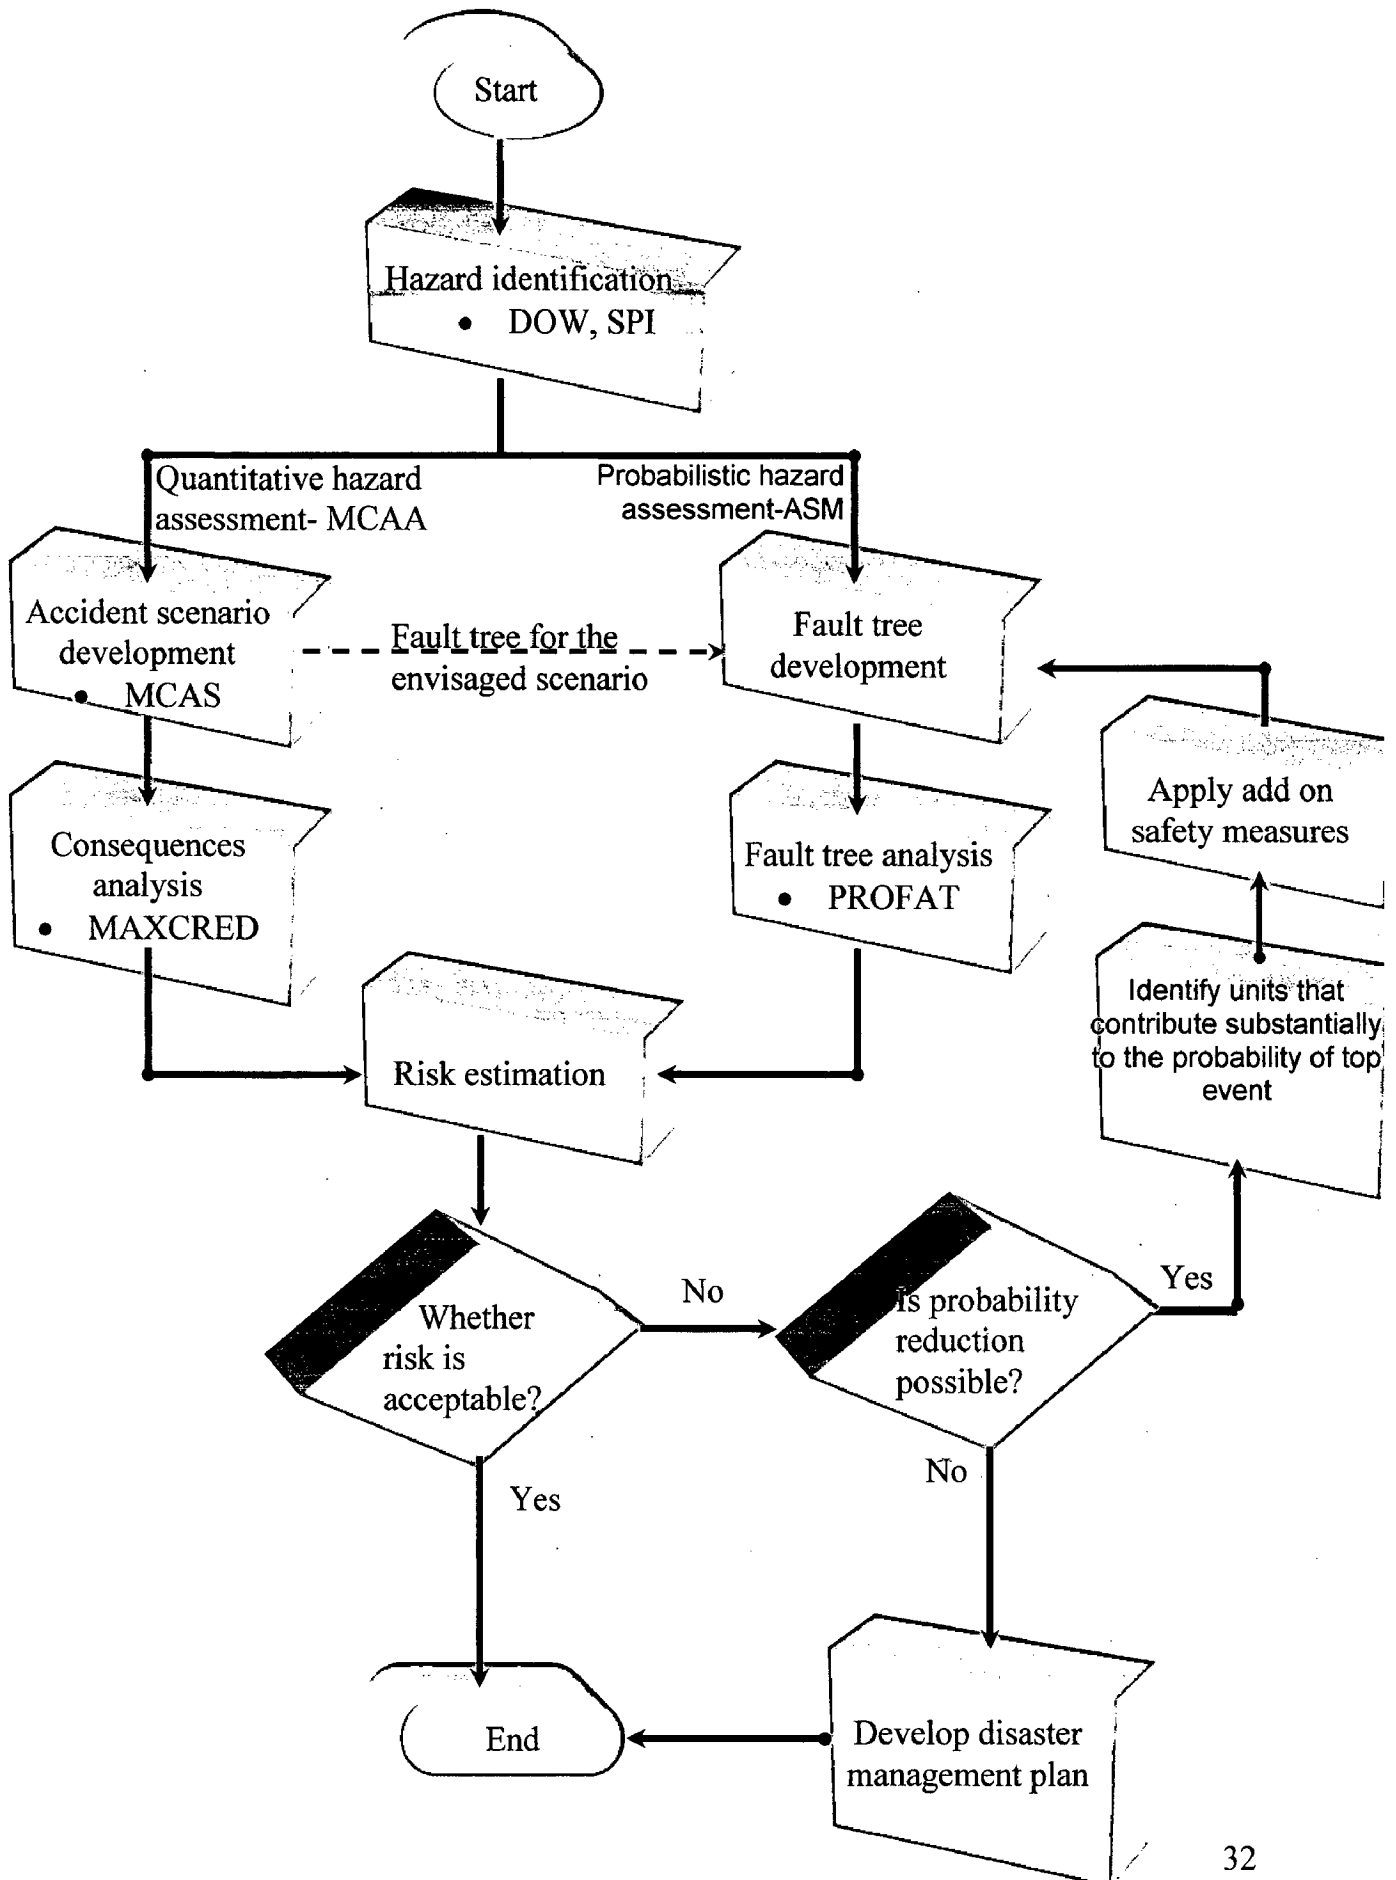 Start
Hazard identification
• DOW, SPI
Quantitative hazard
assessment- MCAA
Probabilistic hazard
assessment-ASM
Accident scenario
development
• MCAS
Fault tree for the
envisaged scenario
Fault tree
development
Apply add on
safety measures
Consequences
analysis
• MAXCRED
Fault tree analysis
• PROFAT
Identify units that
contribute substantially
to the probability of top
event
Risk estimation
Whether
risk is
acceptable?
No
Is probability
reduction
possible?
Yes
No
Yes
End
Develop disaster
management plan
32